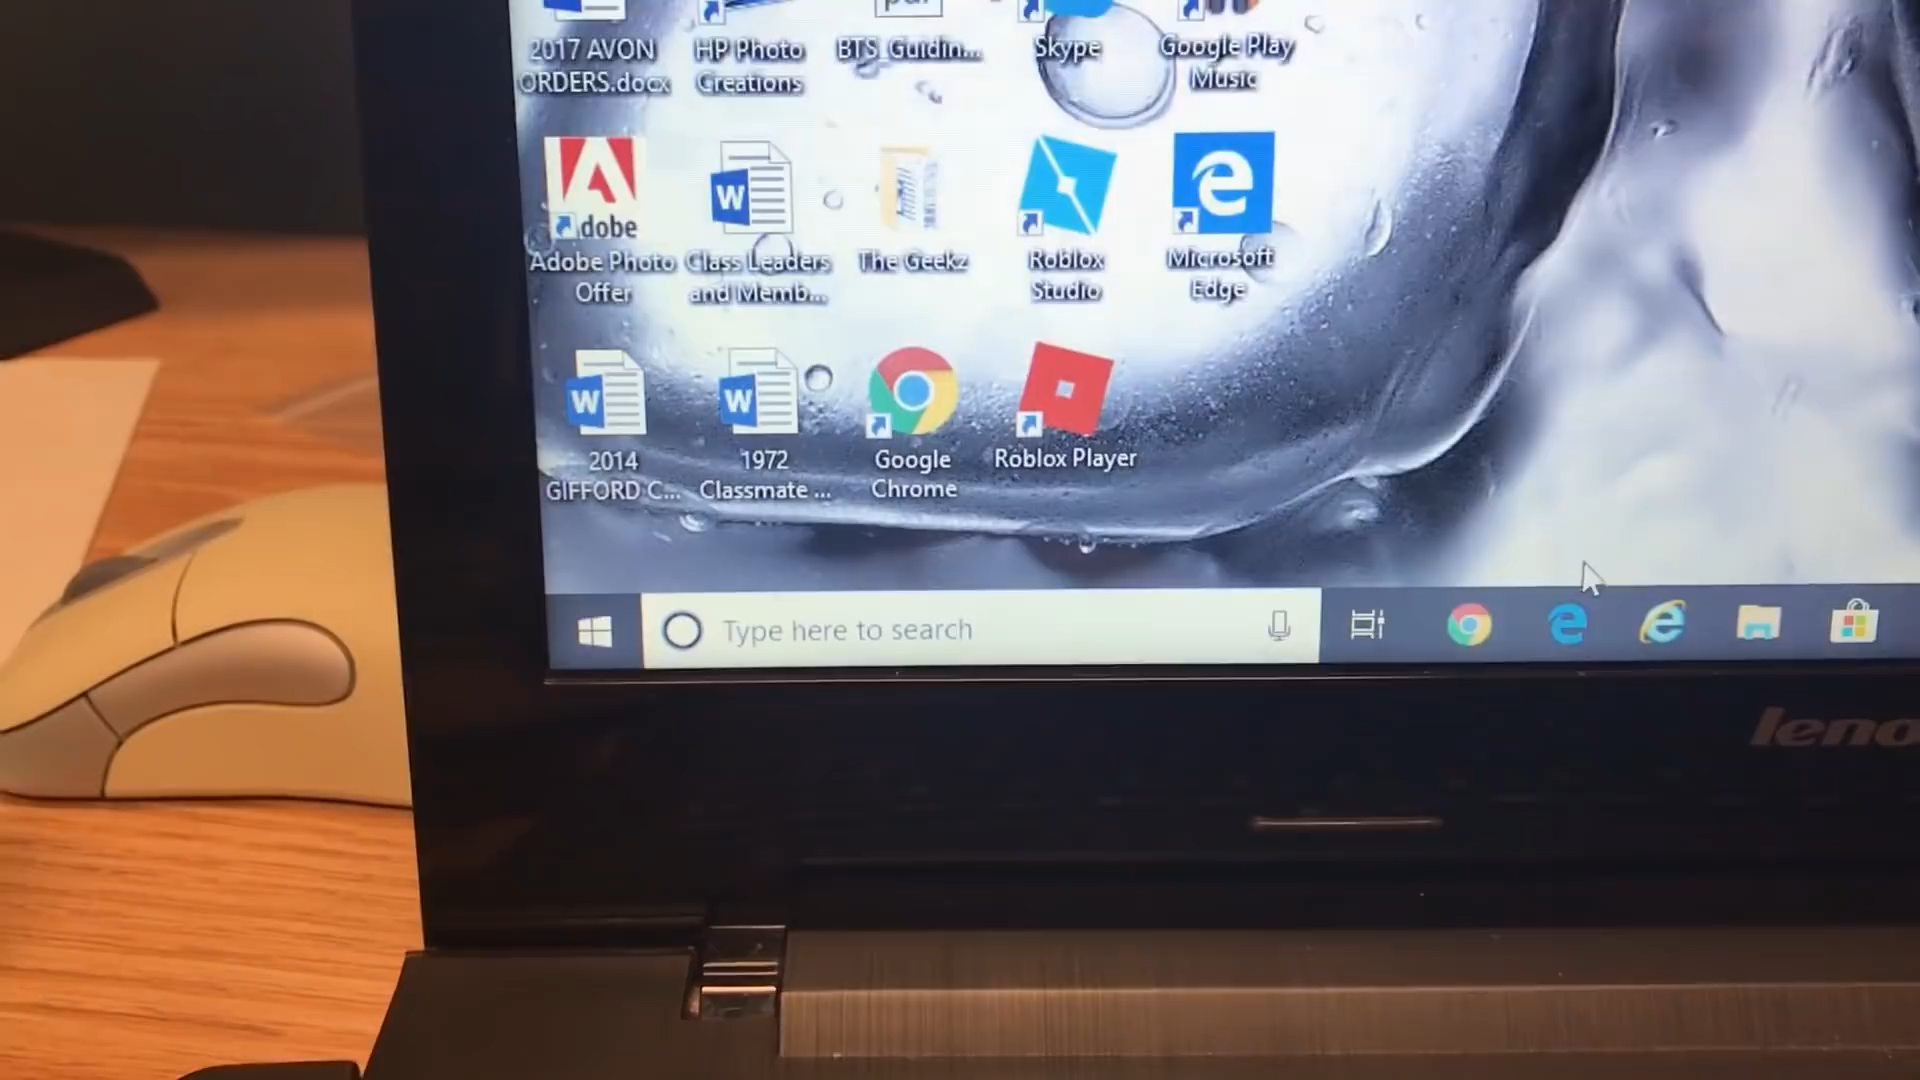 2017 AVON
ORDERS.docx
HP Photo
Creations
BTS_Guidin...
Skype
Google Play
Music
Adobe
Adobe Photo
Offer
W
Class Leaders
and Memb...
The Geekz
Roblox
Studio
Microsoft
Edge
W
2014
GIFFORD C...
W
1972
Classmate ...
Google
Chrome
Roblox Player
Type here to search
leno